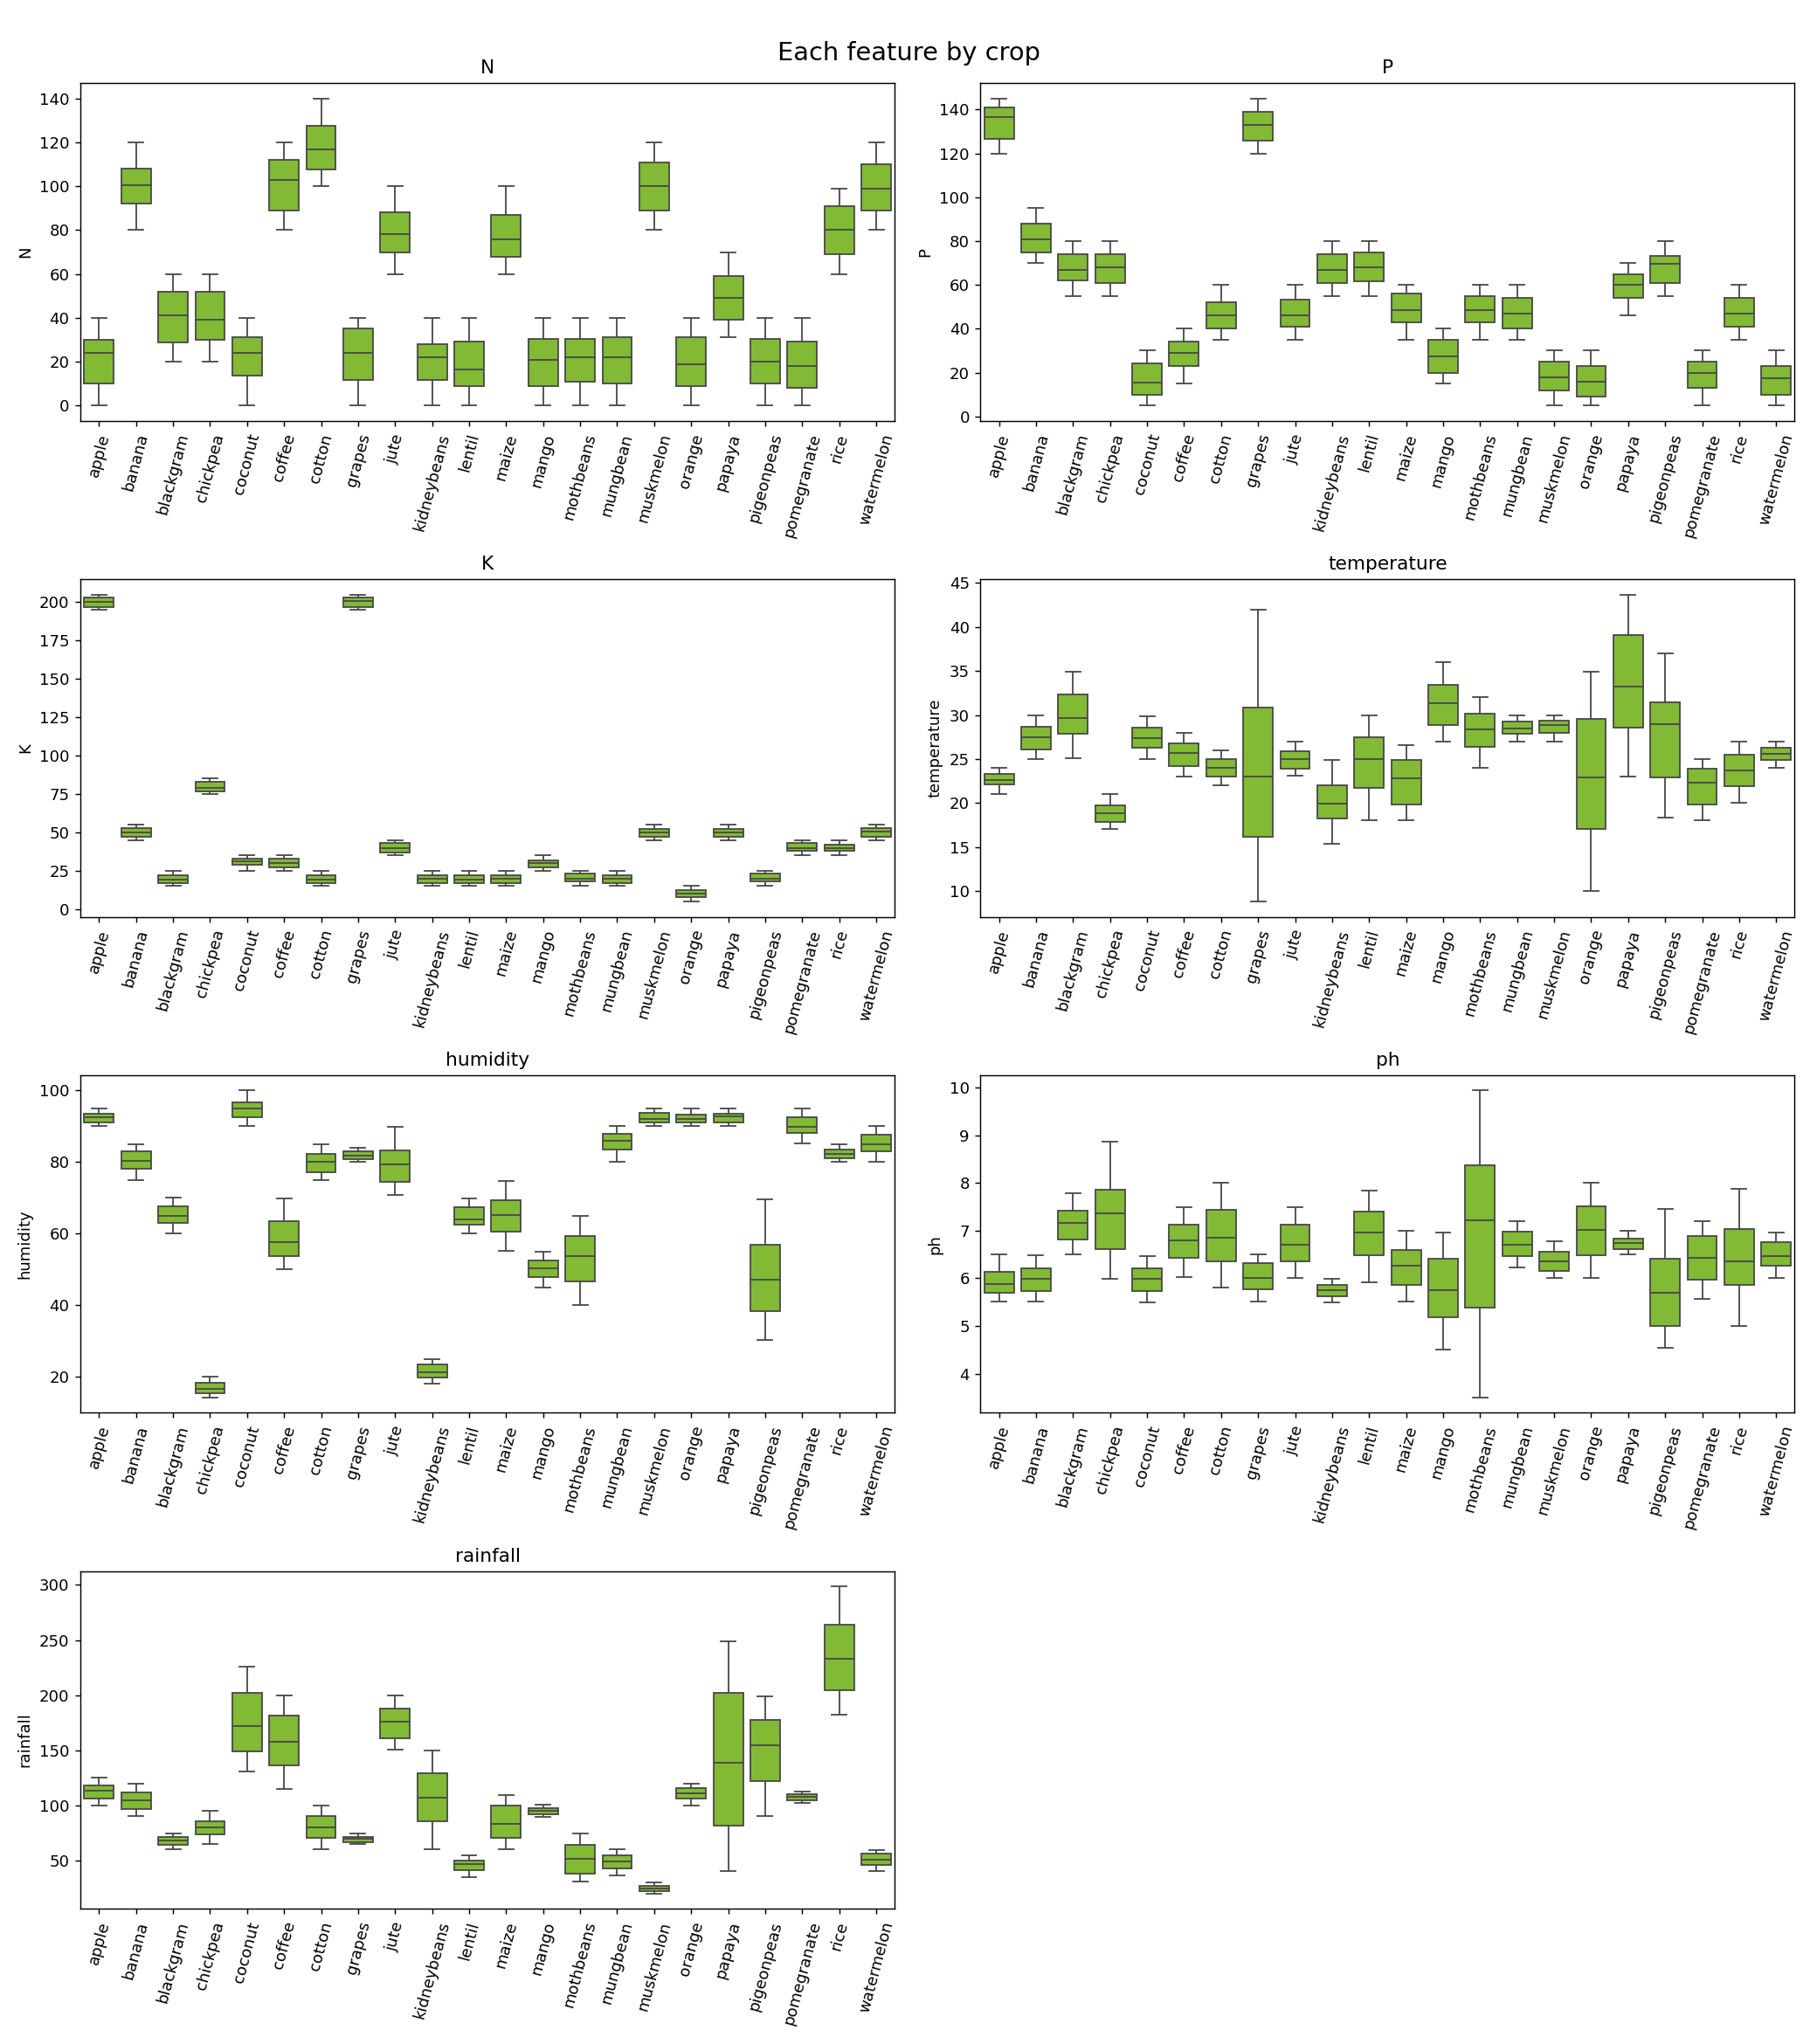 Each feature by crop
N
N
140
120
100
80
60
40
20
0
apple banana blackgram chickpea coconut coffee cotton grapes jute kidneybeans lentil maize mango mothbeans mungbean muskmelon orange papaya pigeonpeas pomegranate rice watermelon
P
P
140
120
100
80
60
40
20
0
apple banana blackgram chickpea coconut coffee cotton grapes jute kidneybeans lentil maize mango mothbeans mungbean muskmelon orange papaya pigeonpeas pomegranate rice watermelon
K
K
200
175
150
125
100
75
50
25
0
apple banana blackgram chickpea coconut coffee cotton grapes jute kidneybeans lentil maize mango mothbeans mungbean muskmelon orange papaya pigeonpeas pomegranate rice watermelon
temperature
temperature
45
40
35
30
25
20
15
10
apple banana blackgram chickpea coconut coffee cotton grapes jute kidneybeans lentil maize mango mothbeans mungbean muskmelon orange papaya pigeonpeas pomegranate rice watermelon
humidity
humidity
100
80
60
40
20
apple banana blackgram chickpea coconut coffee cotton grapes jute kidneybeans lentil maize mango mothbeans mungbean muskmelon orange papaya pigeonpeas pomegranate rice watermelon
ph
ph
10
9
8
7
6
5
4
apple banana blackgram chickpea coconut coffee cotton grapes jute kidneybeans lentil maize mango mothbeans mungbean muskmelon orange papaya pigeonpeas pomegranate rice watermelon
rainfall
rainfall
300
250
200
150
100
50
apple banana blackgram chickpea coconut coffee cotton grapes jute kidneybeans lentil maize mango mothbeans mungbean muskmelon orange papaya pigeonpeas pomegranate rice watermelon